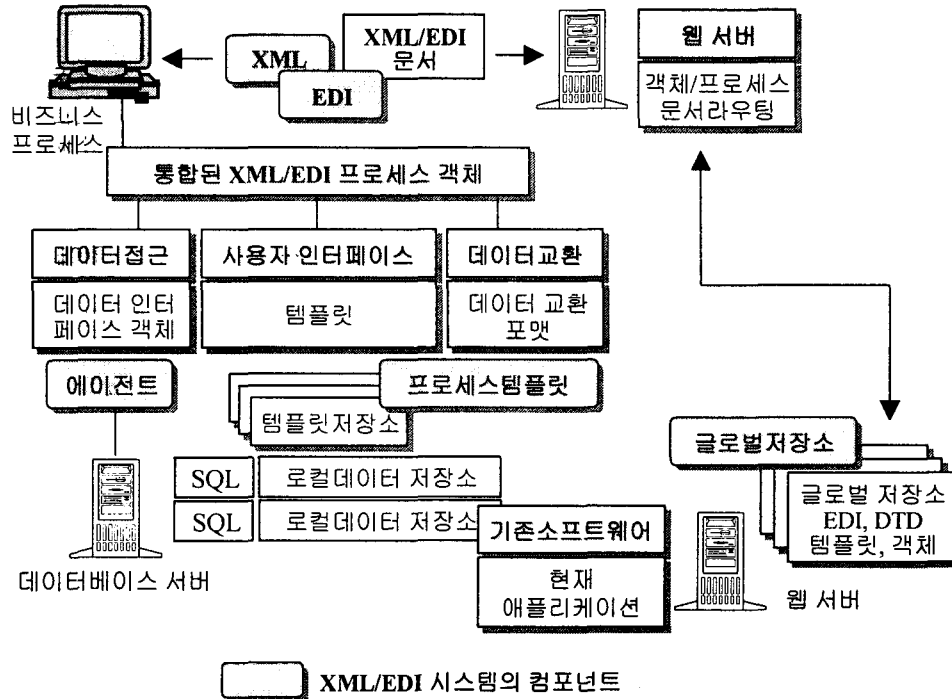 XML
XML/EDI
문서
EDI
웹 서버
객체/프로세스
문서라우팅
비즈니스
프로세스
통합된 XML/EDI 프로세스 객체
데이터접근
데이터 인터
페이스 객체
사용자 인터페이스
템플릿
데이터교환
데이터 교환
포맷
에이전트
프로세스템플릿
템플릿저장소
SQL
로컬데이터 저장소
SQL
로컬데이터 저장소
데이터베이스 서버
기존소프트웨어
현재
애플리케이션
글로벌저장소
글로벌 저장소
EDI, DTD
템플릿, 객체
웹 서버
XML/EDI 시스템의 컴포넌트